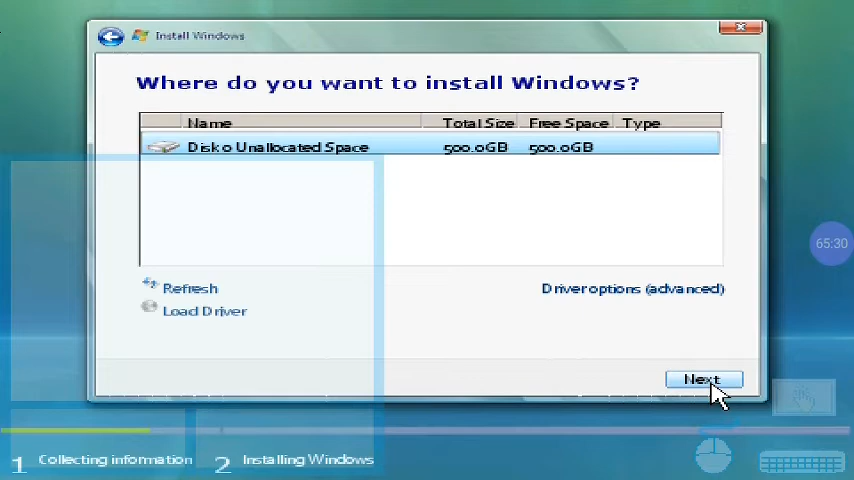 Install Windows
Where do you want to install Windows?
Name Total Size Free Space Type
Disk 0 Unallocated Space 500.0GB 500.0GB
65:30
Refresh
Driver options (advanced)
Load Driver
Next
1 Collecting information 2 Installing Windows